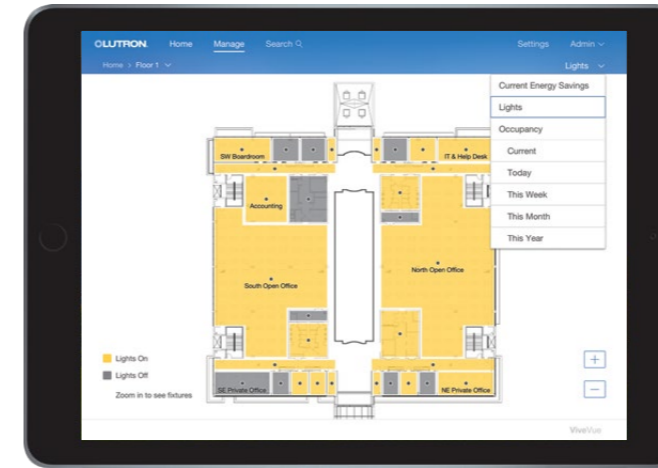 LUTRON. Home Manage Search Settings Admin
Home > Floor 1 Lights
Current Energy Savings
Lights
Occupancy
Current
Today
This Week
This Month
This Year
SW Boardroom
IT & Help Desk
Accounting
North Open Office
South Open Office
Lights On
Lights Off
Zoom in to see fixtures
SE Private Office
NE Private Office
ViveVue